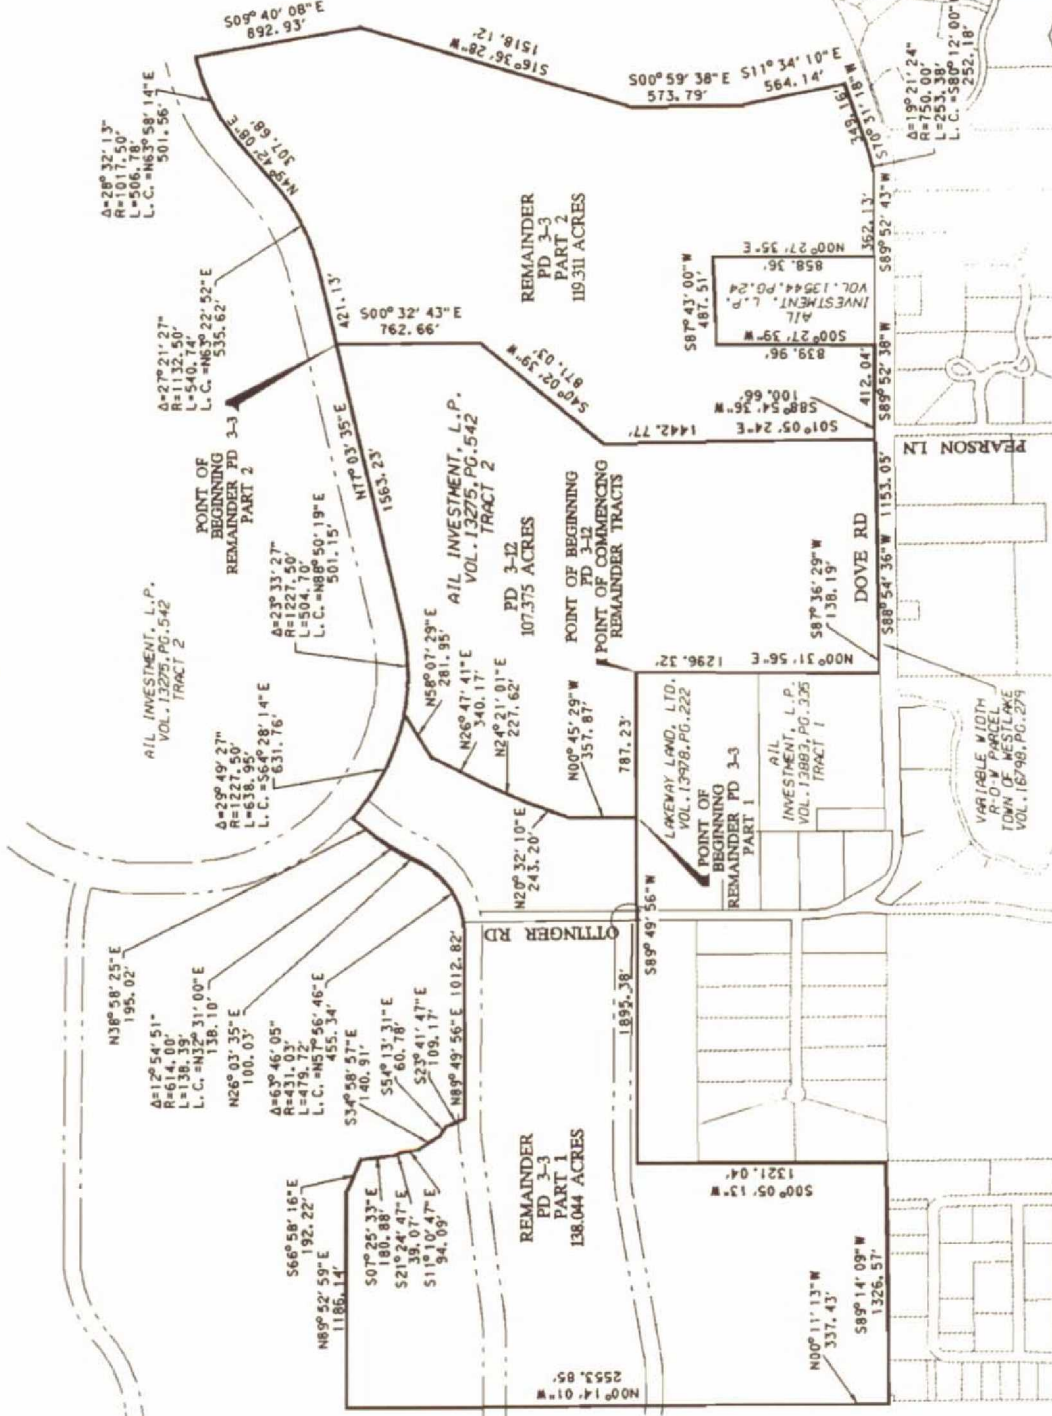 S09° 40' 08" E
892.93'
S16° 36' 28" W
1518.12'
S00° 59' 38" E
573.79'
S11° 34' 10" E
564.14'
349.16'
S70° 31' 18" W
Δ=19° 21' 24"
R=750.00'
L=253.38'
L.C.=S80° 12' 00" W
252.18'
Δ=28° 32' 13"
R=1017.50'
L=506.78'
L.C.=N63° 58' 14" E
501.56'
N49° 42' 08" E
307.68'
Δ=27° 21' 27"
R=1132.50'
L=540.74'
L.C.=N63° 22' 52" E
535.62'
421.13'
S00° 32' 43" E
762.66'
REMAINDER
PD 3-3
PART 2
119.311 ACRES
S87° 43' 00" W
487.51'
N00° 27' 35" E
858.36'
AIL
INVESTMENT, L.P.
VOL.13544,PG.24
S00° 27' 39" W
839.96'
362.13'
S89° 52' 43" W
412.04'
S89° 52' 38" W
S88° 54' 36" W
100.66'
S40° 02' 39" W
871.03'
S01° 05' 24" E
1442.77'
POINT OF
BEGINNING
REMAINDER PD 3-3
PART 2
N77° 03' 35" E
1563.23'
AIL INVESTMENT, L.P.
VOL.13275,PG.542
TRACT 2
PD 3-12
107.375 ACRES
POINT OF BEGINNING
PD 3-12
POINT OF COMMENCING
REMAINDER TRACTS
PEARSON LN
DOVE RD
S88° 54' 36" W 1153.05'
S87° 36' 29" W
138.19'
N00° 31' 56" E
1296.32'
AIL INVESTMENT, L.P.
VOL.13275,PG.542
TRACT 2
Δ=23° 33' 27"
R=1227.50'
L=504.70'
L.C.=N88° 50' 19" E
501.15'
Δ=29° 49' 27"
R=1227.50'
L=638.95'
L.C.=S64° 28' 14" E
631.76'
N58° 07' 29" E
281.95'
N26° 47' 41" E
340.17'
N24° 21' 01" E
227.62'
N00° 45' 29" W
357.87'
N20° 32' 10" E
243.20'
787.23'
LAKEWAY LAND, LTD.
VOL.13978,PG.222
AIL
INVESTMENT, L.P.
VOL.13883,PG.335
TRACT 1
POINT OF
BEGINNING
REMAINDER PD 3-3
PART 1
VARIABLE WIDTH
R-O-W PARCEL
TOWN OF WESTLAKE
VOL.16798,PG.279
S89° 49' 56" W
1895.38'
OTTINGER RD
N38° 58' 25" E
195.02'
Δ=12° 54' 51"
R=614.00'
L=138.39'
L.C.=N32° 31' 00" E
138.10'
N26° 03' 35" E
100.03'
Δ=63° 46' 05"
R=431.03'
L=479.72'
L.C.=N57° 56' 46" E
455.34'
S34° 58' 57" E
140.91'
S54° 13' 31" E
60.78'
S23° 41' 47" E
109.17'
N89° 49' 56" E 1012.82'
S66° 58' 16" E
192.22'
N89° 52' 59" E
1186.14'
S07° 25' 33" E
180.88'
S21° 24' 47" E
39.07'
S11° 10' 47" E
94.09'
REMAINDER
PD 3-3
PART 1
138.044 ACRES
S00° 05' 13" W
1321.04'
N00° 11' 13" W
337.43'
S89° 14' 09" W
1326.57'
N00° 14' 01" W
2553.85'